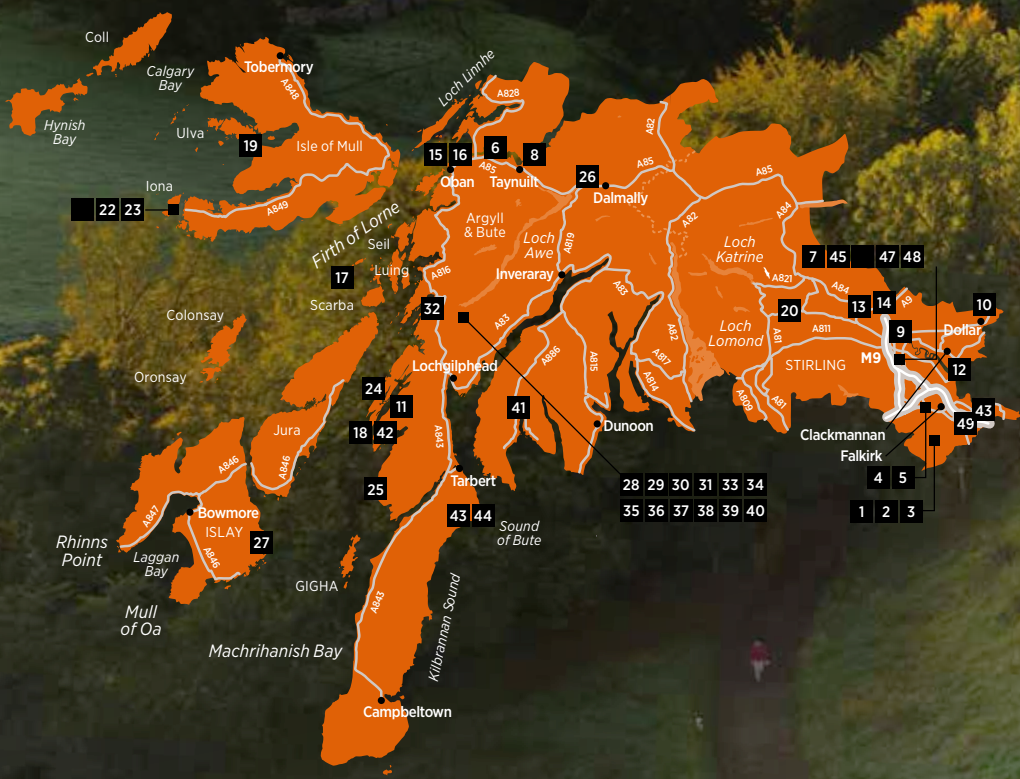 Coll
Calgary
Bay
Tobermory
A848
Loch Linnhe
A828
Hynish
Bay
Ulva
19
Isle of Mull
15 16
6
8
A85
Oban
Taynuilt
26
Dalmally
A85
A82
A85
Iona
22 23
A849
Firth of Lorne
Seil
Luing
17
Scarba
Argyll
& Bute
Loch
Awe
A819
Inveraray
A82
A84
Loch
Katrine
7 45 47 48
A821
A84
A816
32
A83
A83
20
13
14
A9
10
Colonsay
Oronsay
A886
A815
A82
A817
A814
Loch
Lomond
A81
A811
9
Dollar
M9
STIRLING
12
Lochgilphead
24
11
18 42
41
A809
A81
43
49
Jura
A843
Dunoon
Clackmannan
Falkirk
A846
A846
25
Tarbert
4 5
28 29 30 31 33 34
35 36 37 38 39 40
1 2 3
43 44
Sound
of Bute
A847
Bowmore
ISLAY
27
Rhinns
Point
Laggan
Bay
A846
GIGHA
Mull
of Oa
A843
Kilbrannan Sound
Machrihanish Bay
Campbeltown